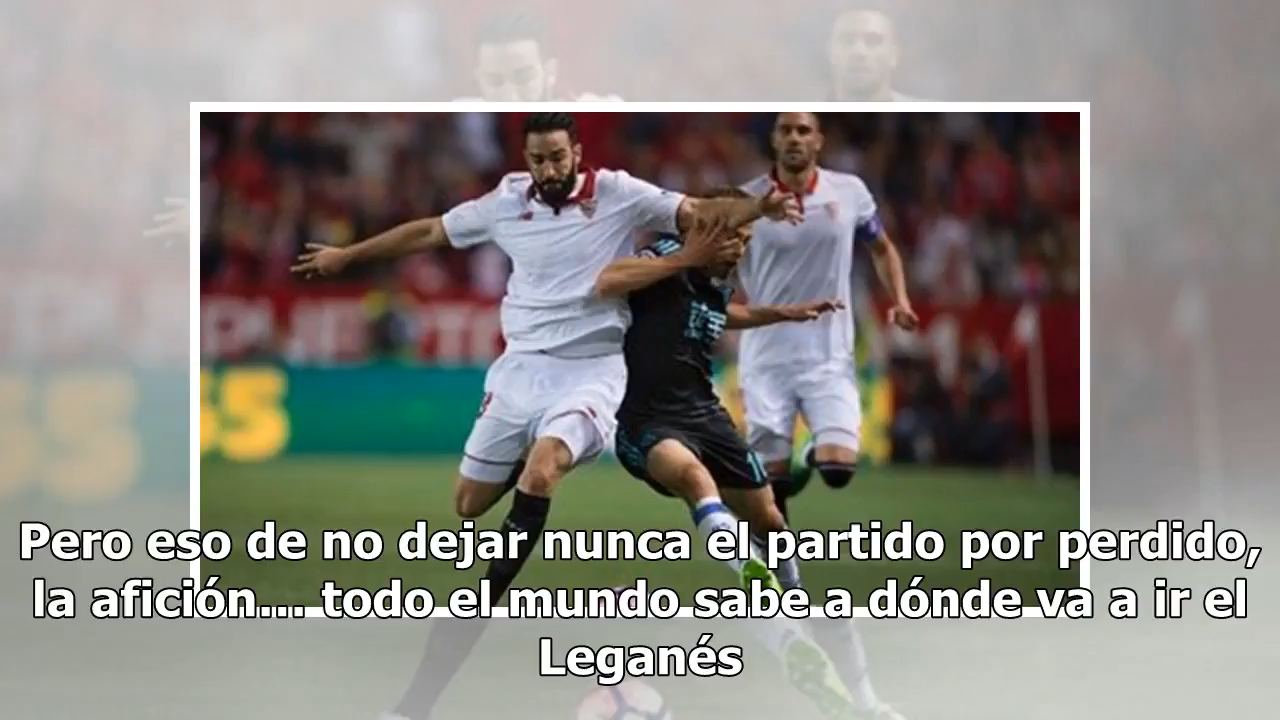 Pero eso de no dejar nunca el partido por perdido,
la afición... todo el mundo sabe a dónde va a ir el
Leganés